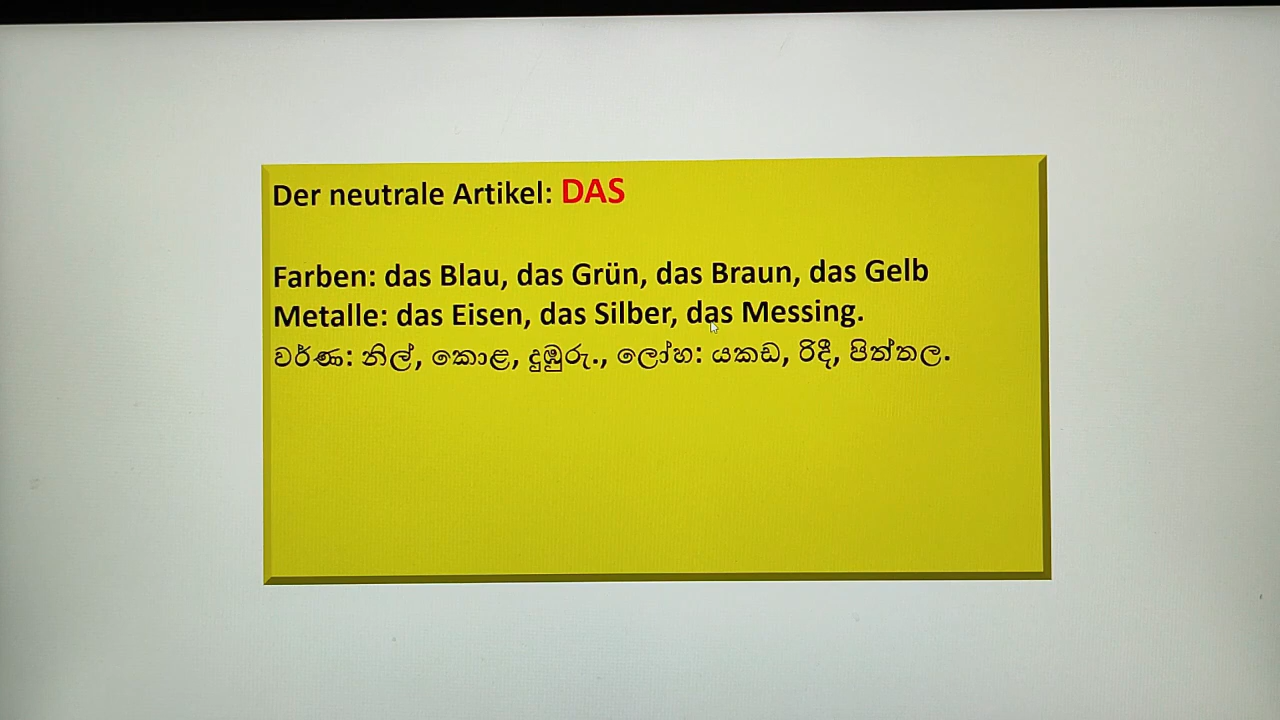 Der neutrale Artikel: DAS
Farben: das Blau, das Grün, das Braun, das Gelb
Metalle: das Eisen, das Silber, das Messing.
වර්ණ: නිල්, කොළ, දුඹුරු., ලෝහ: යකඩ, රිදී, පිත්තල.